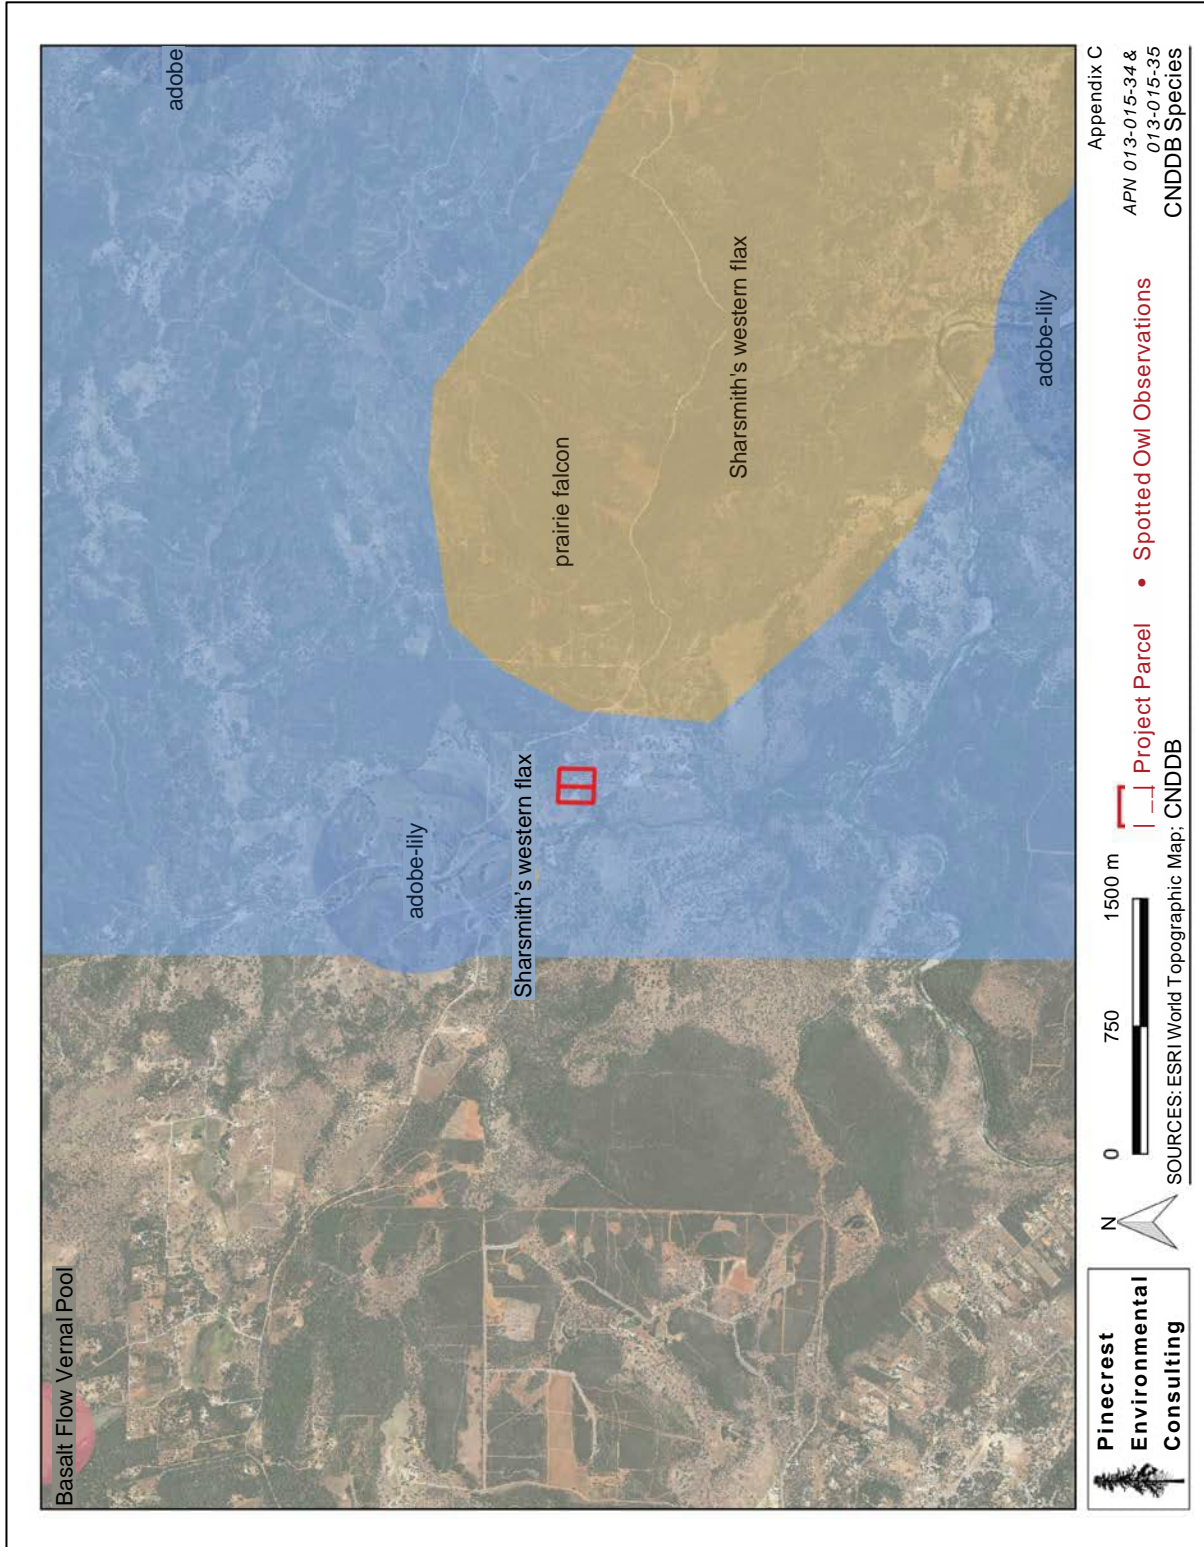 Basalt Flow Vernal Pool
adobe
adobe-lily
Sharsmith's western flax
prairie falcon
Sharsmith's western flax
adobe-lily
Pinecrest
Environmental
Consulting
N
0 750 1500 m
Project Parcel
• Spotted Owl Observations
SOURCES: ESRI World Topographic Map; CNDDB
Appendix C
APN 013-015-34 &
013-015-35
CNDDB Species